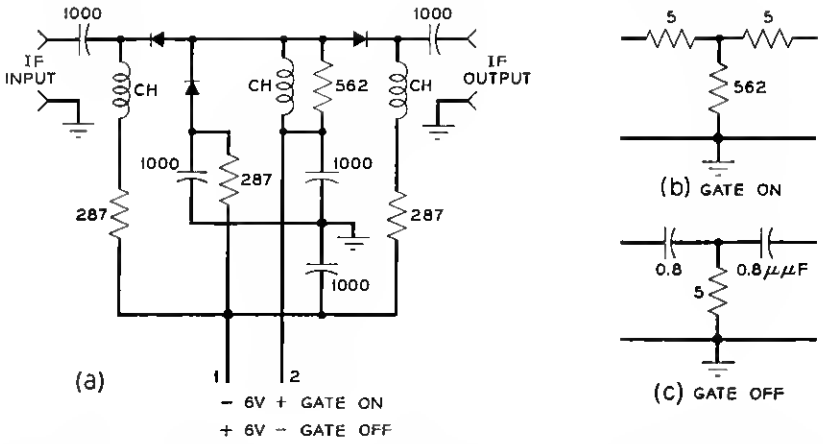 1000
1000
IF
INPUT
CH
CH
562
CH
IF
OUTPUT
1000
287
1000
287
287
1000
(a)
1
2
– 6V + GATE ON
+ 6V – GATE OFF
5
5
562
(b) GATE ON
0.8
0.8μμF
5
(c) GATE OFF